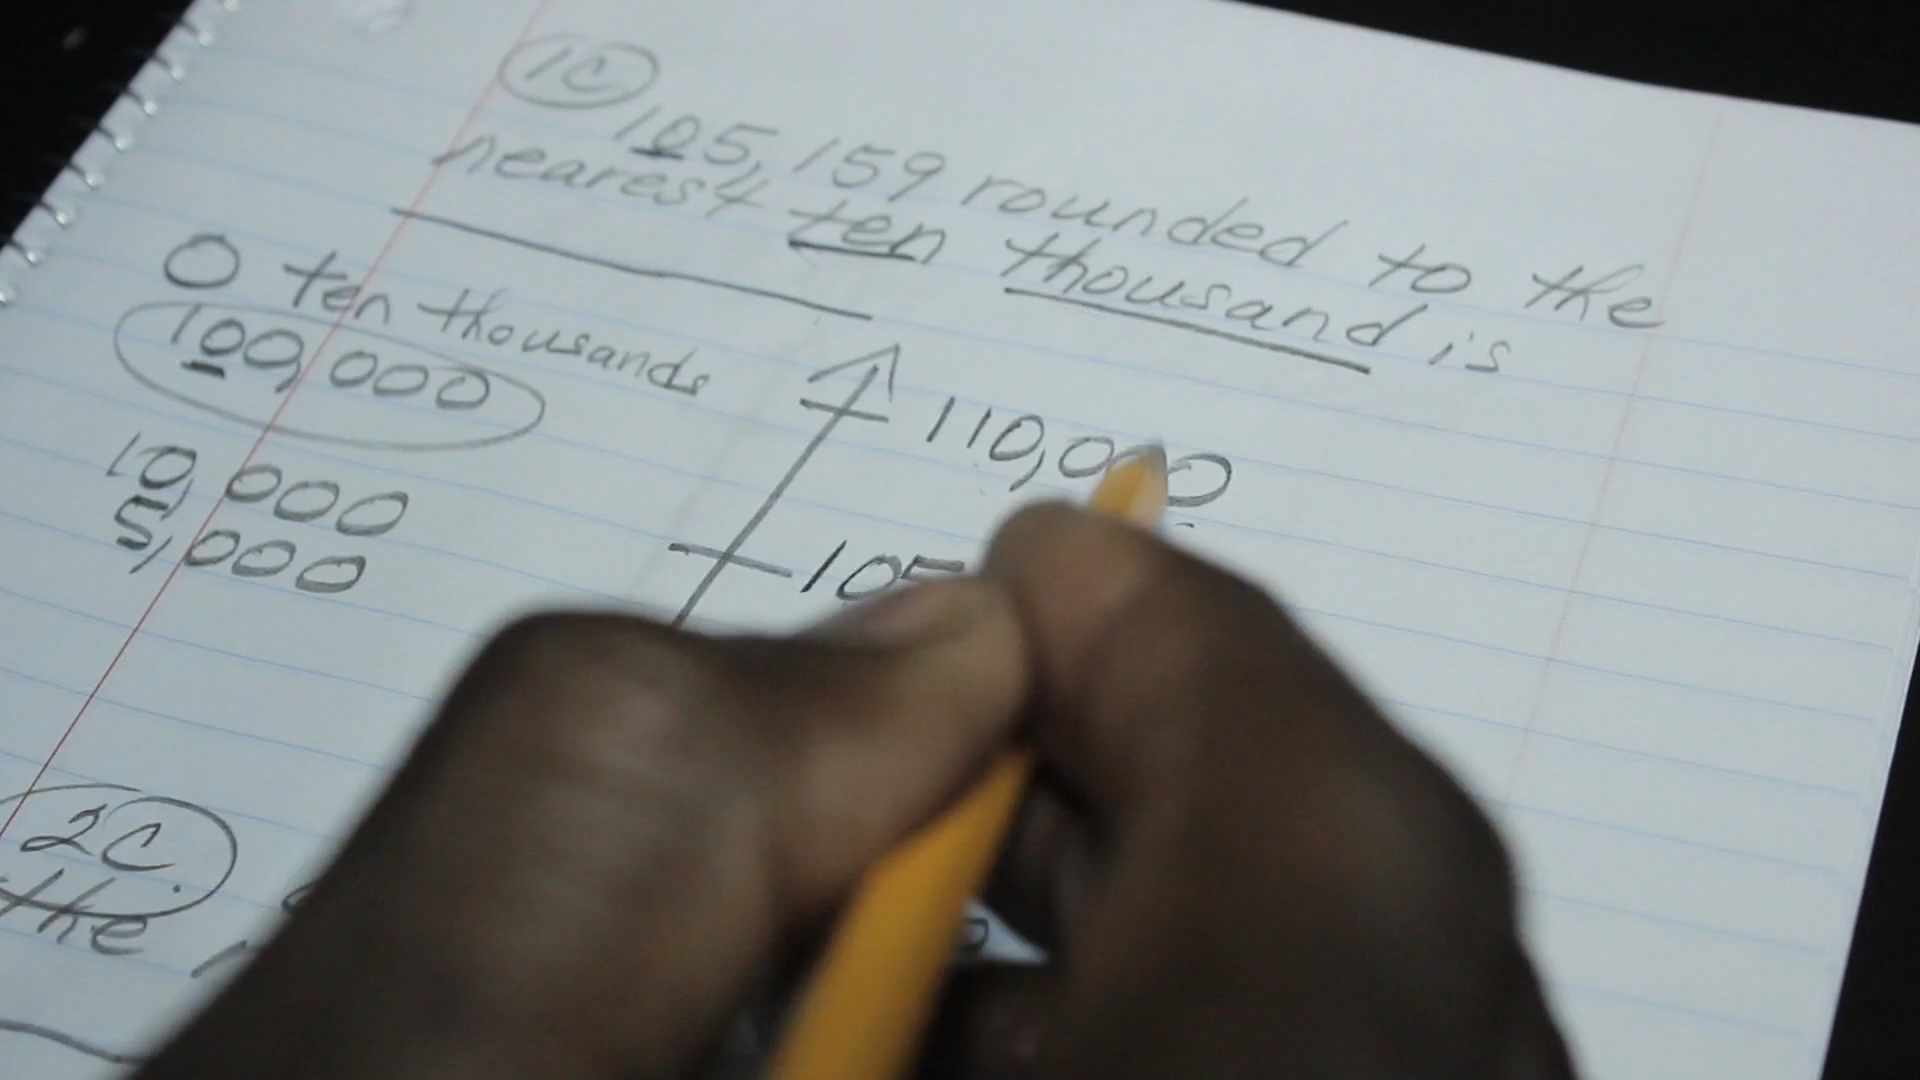 1C
105,159 rounded to the
nearest ten thousand is
0 ten thousands
100,000
10,000
5,000
110,000
105
2C.
the